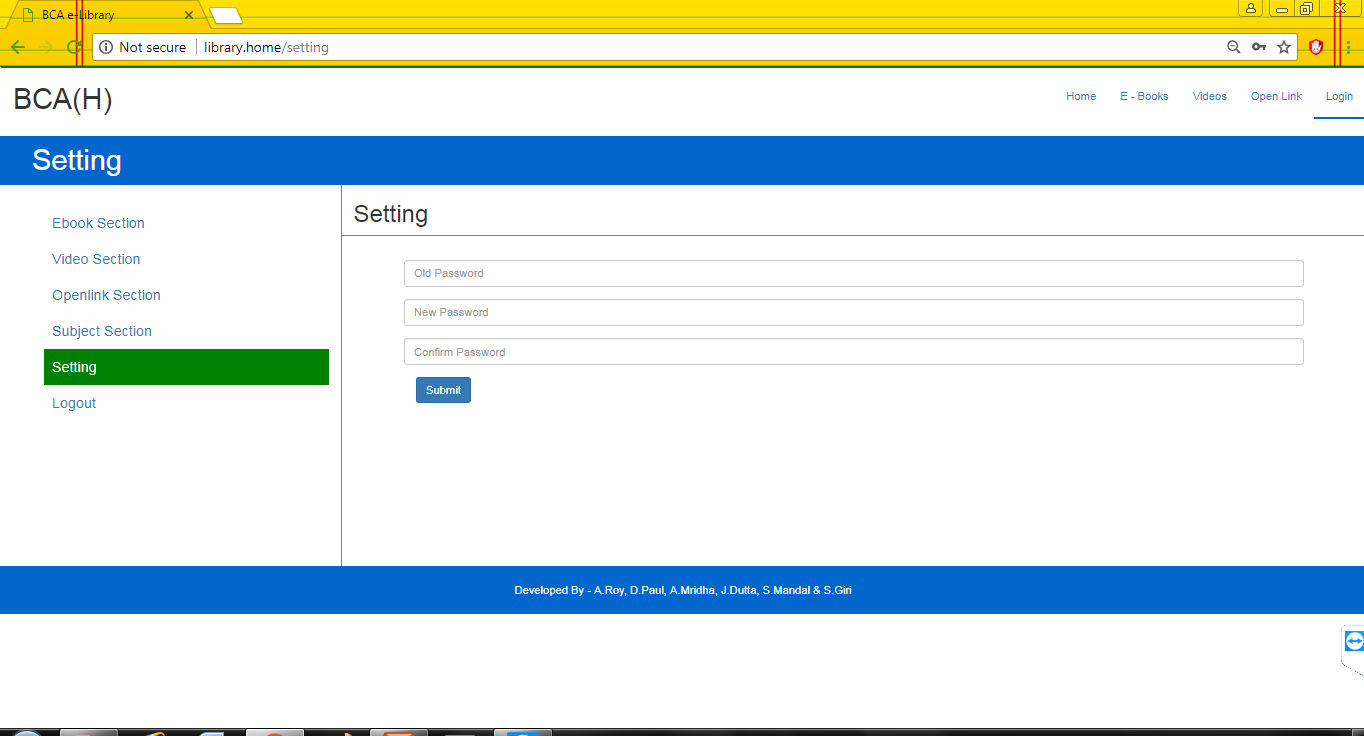 BCA e-Library
Not secure library.home/setting
BCA(H)
Home E - Books Videos Open Link Login
Setting
Ebook Section
Video Section
Openlink Section
Subject Section
Setting
Logout
Setting
Old Password
New Password
Confirm Password
Submit
Developed By - A.Roy, D.Paul, A.Mridha, J.Dutta, S.Mandal & S.Giri